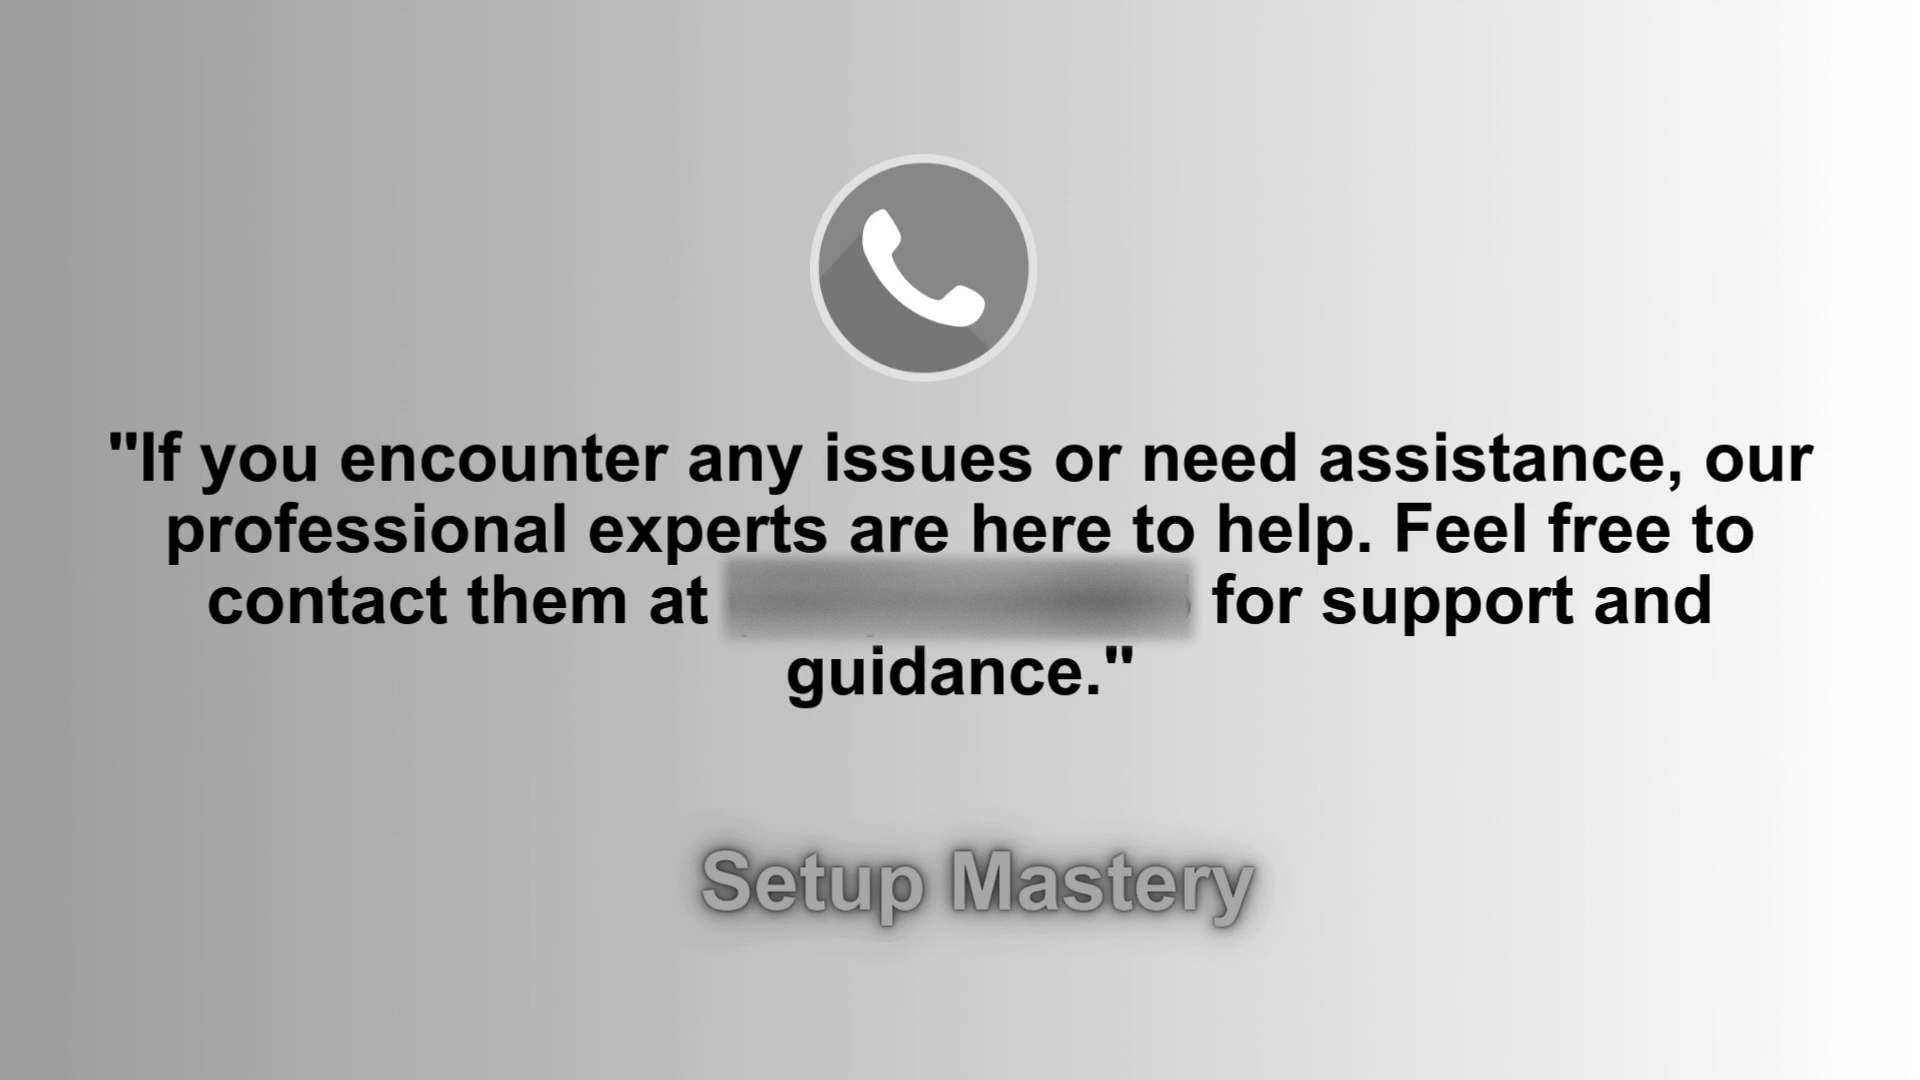 "If you encounter any issues or need assistance, our
professional experts are here to help. Feel free to
contact them at for support and
guidance."
Setup Mastery